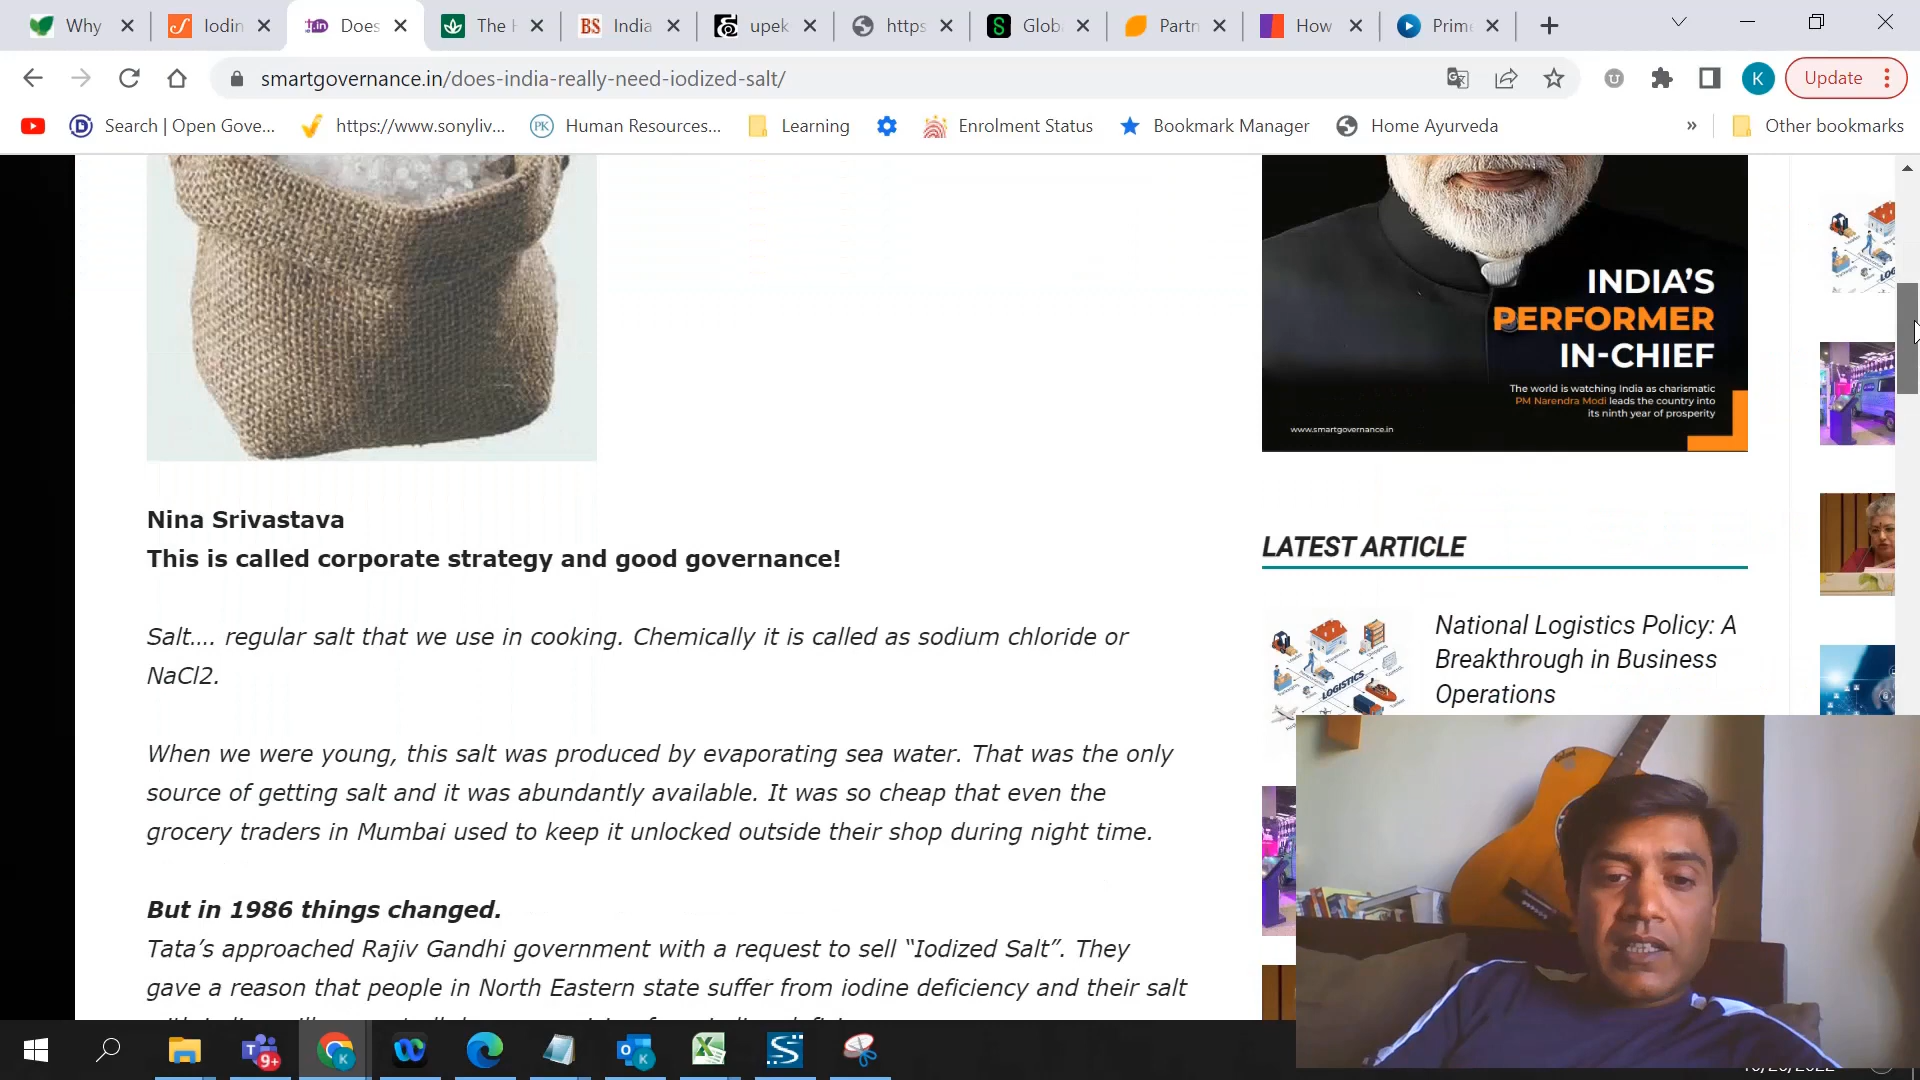 Why
Iodin
Does
The H
BS India
upek
https
Glob
Partn
How
Prime
smartgovernance.in/does-india-really-need-iodized-salt/
K
Update
Search | Open Gove...
https://www.sonyliv...
PK Human Resources...
Learning
Enrolment Status
Bookmark Manager
Home Ayurveda
»
Other bookmarks
INDIA'S
PERFORMER
IN-CHIEF
The world is watching India as charismatic
PM Narendra Modi leads the country into
its ninth year of prosperity
www.smartgovernance.in
Nina Srivastava
This is called corporate strategy and good governance!
Salt.... regular salt that we use in cooking. Chemically it is called as sodium chloride or
NaCl2.
When we were young, this salt was produced by evaporating sea water. That was the only
source of getting salt and it was abundantly available. It was so cheap that even the
grocery traders in Mumbai used to keep it unlocked outside their shop during night time.
But in 1986 things changed.
Tata's approached Rajiv Gandhi government with a request to sell “Iodized Salt”. They
gave a reason that people in North Eastern state suffer from iodine deficiency and their salt
LATEST ARTICLE
LOGISTICS
National Logistics Policy: A
Breakthrough in Business
Operations
9+